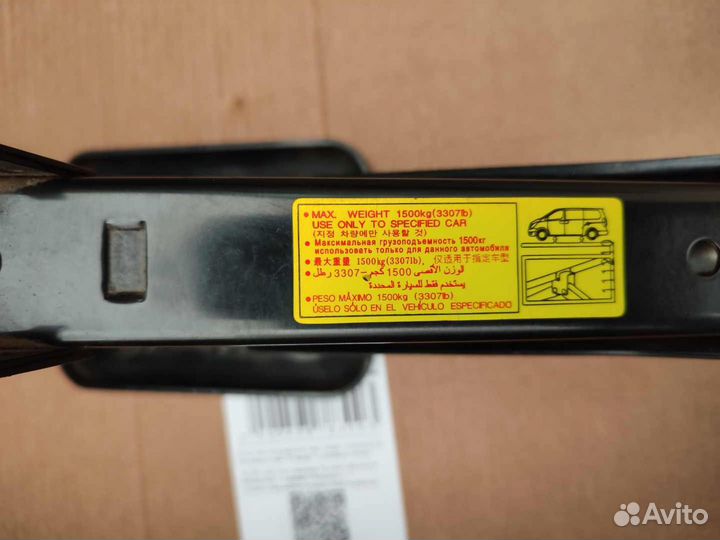 • MAX. WEIGHT 1500kg(3307lb)
USE ONLY TO SPECIFIED CAR
(지정 차량에만 사용할 것)
• Максимальная грузоподъемность 1500кг
использовать только для данного автомобиля
• 最大重量 1500kg(3307lb), 仅适用于指定车型
• الوزن الأقصى 1500 كجم -3307 رطل
يستخدم فقط للسيارة المحددة
• PESO MÁXIMO 1500kg (3307lb)
ÚSELO SÓLO EN EL VEHÍCULO ESPECIFICADO
Avito